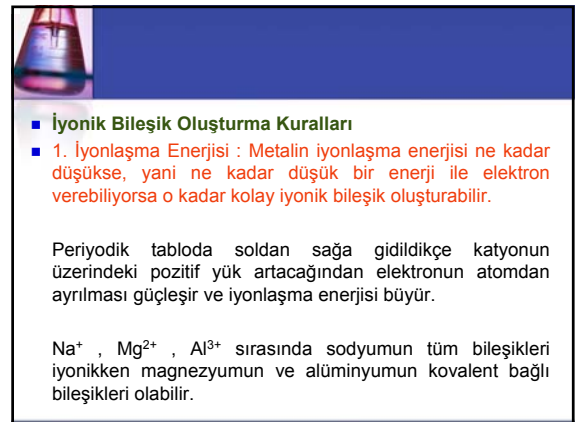 İyonik Bileşik Oluşturma Kuralları
1. İyonlaşma Enerjisi : Metalin iyonlaşma enerjisi ne kadar
düşükse, yani ne kadar düşük bir enerji ile elektron
verebiliyorsa o kadar kolay iyonik bileşik oluşturabilir.
Periyodik tabloda soldan sağa gidildikçe katyonun
üzerindeki pozitif yük artacağından elektronun atomdan
ayrılması güçleşir ve iyonlaşma enerjisi büyür.
Na⁺ , Mg²⁺ , Al³⁺ sırasında sodyumun tüm bileşikleri
iyonikken magnezyumun ve alüminyumun kovalent bağlı
bileşikleri olabilir.